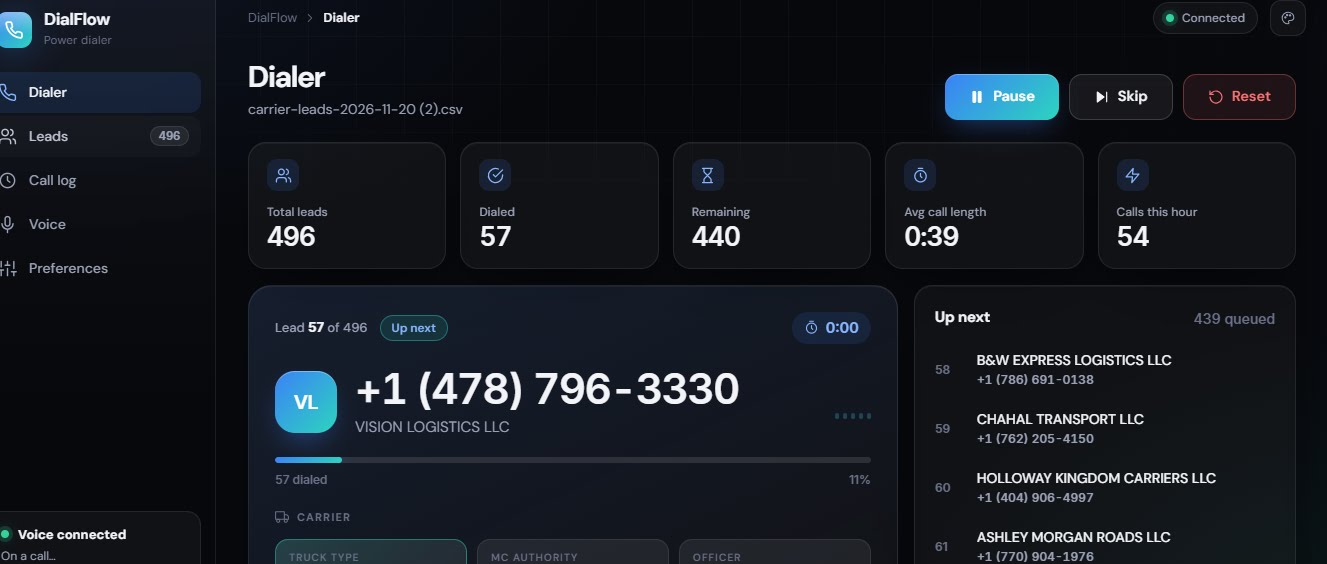 DialFlow
Power dialer
DialFlow > Dialer
Connected
Dialer
Leads
496
Call log
Voice
Preferences
Voice connected
On a call…
Dialer
carrier-leads-2026-11-20 (2).csv
Pause
Skip
Reset
Total leads
496
Dialed
57
Remaining
440
Avg call length
0:39
Calls this hour
54
Lead 57 of 496
Up next
0:00
VL
+1 (478) 796-3330
VISION LOGISTICS LLC
57 dialed
11%
CARRIER
TRUCK TYPE
MC AUTHORITY
OFFICER
Up next
439 queued
58
B&W EXPRESS LOGISTICS LLC
+1 (786) 691-0138
59
CHAHAL TRANSPORT LLC
+1 (762) 205-4150
60
HOLLOWAY KINGDOM CARRIERS LLC
+1 (404) 906-4997
61
ASHLEY MORGAN ROADS LLC
+1 (770) 904-1976